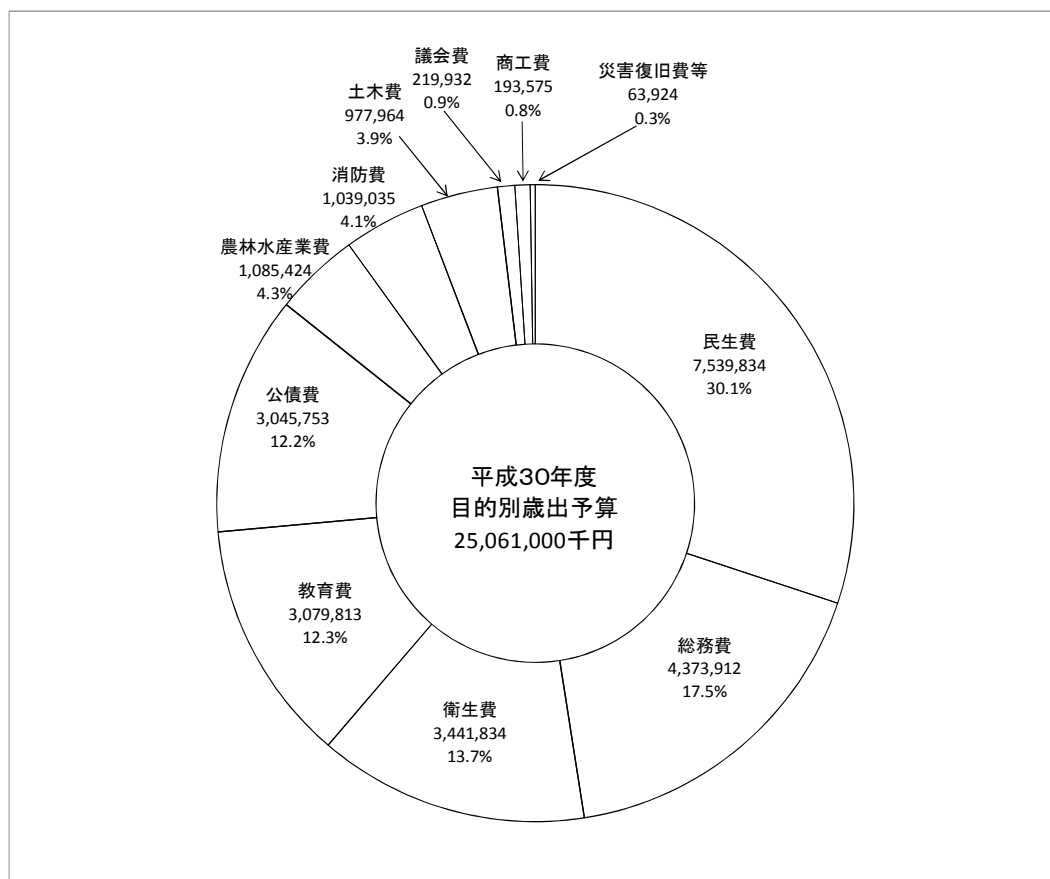 議会費
219,932
0.9%
商工費
193,575
0.8%
災害復旧費等
63,924
0.3%
土木費
977,964
3.9%
消防費
1,039,035
4.1%
農林水産業費
1,085,424
4.3%
民生費
7,539,834
30.1%
公債費
3,045,753
12.2%
平成30年度
目的別歳出予算
25,061,000千円
教育費
3,079,813
12.3%
総務費
4,373,912
17.5%
衛生費
3,441,834
13.7%